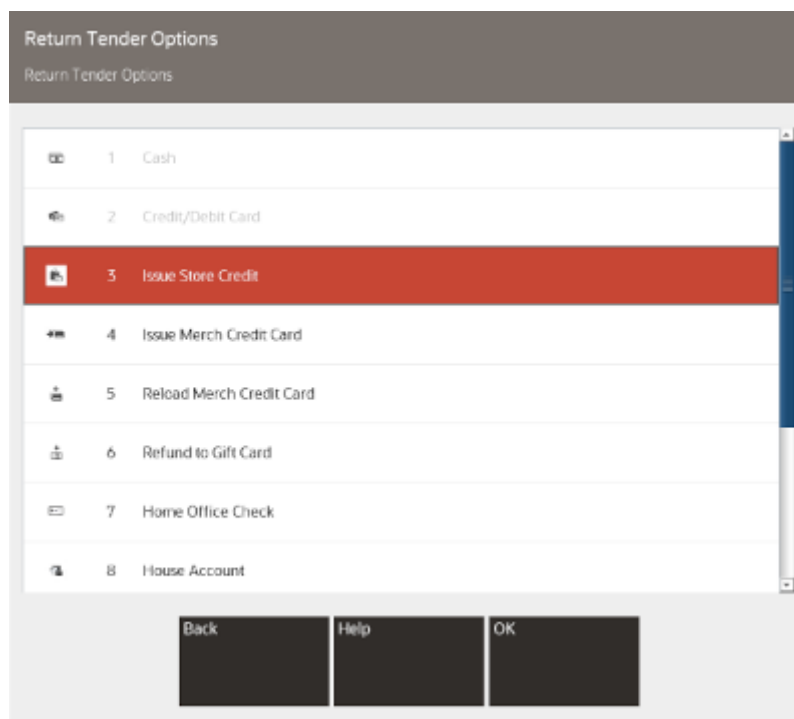 Return Tender Options
Return Tender Options
1 Cash
2 Credit/Debit Card
3 Issue Store Credit
4 Issue Merch Credit Card
5 Reload Merch Credit Card
6 Refund to Gift Card
7 Home Office Check
8 House Account
Back Help OK